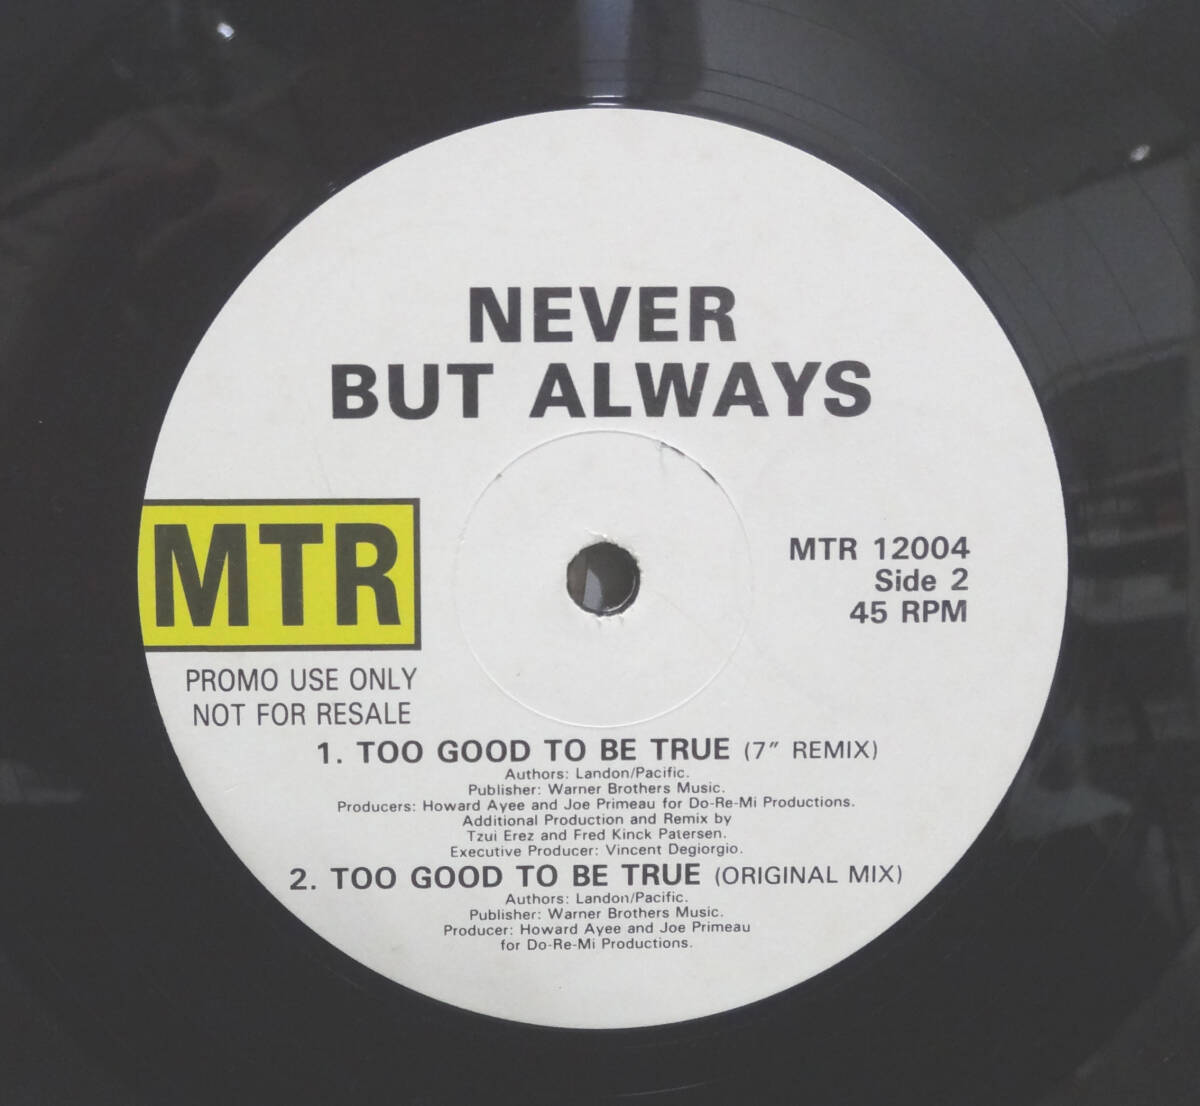 NEVER
BUT ALWAYS
MTR
MTR 12004
Side 2
45 RPM
PROMO USE ONLY
NOT FOR RESALE
1. TOO GOOD TO BE TRUE (7" REMIX)
Authors: Landon/Pacific.
Publisher: Warner Brothers Music.
Producers: Howard Ayee and Joe Primeau for Do-Re-Mi Productions.
Additional Production and Remix by
Tzui Erez and Fred Kinck Patersen.
Executive Producer: Vincent Degiorgio.
2. TOO GOOD TO BE TRUE (ORIGINAL MIX)
Authors: Landon/Pacific.
Publisher: Warner Brothers Music.
Producer: Howard Ayee and Joe Primeau
for Do-Re-Mi Productions.